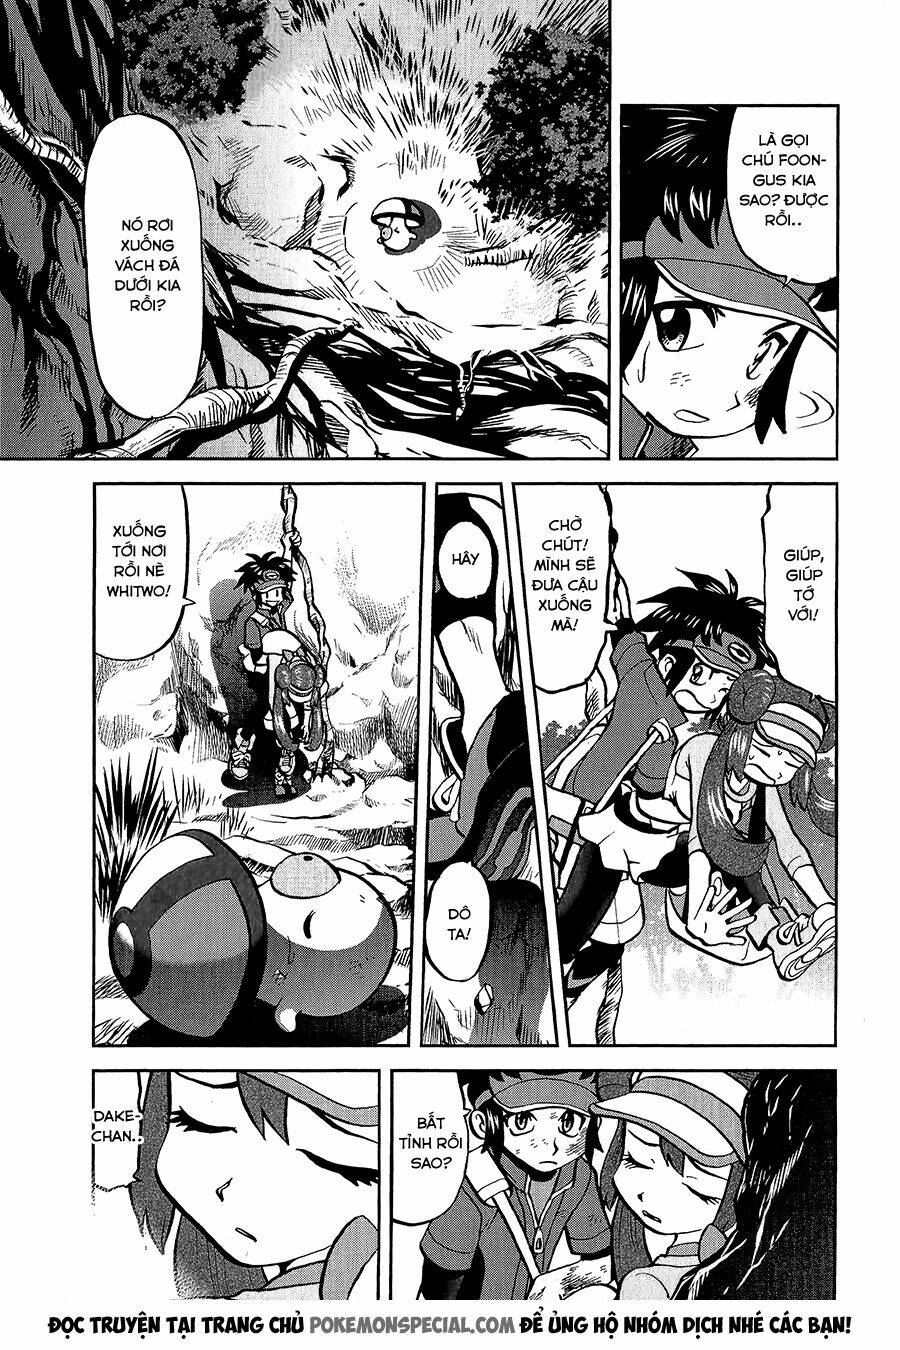 LÀ GỌI
CHÚ FOON-
GUS KIA
SAO? ĐƯỢC
RỒI..
NÓ RƠI
XUỐNG
VÁCH ĐÁ
DƯỚI KIA
RỒI?
GIÚP,
GIÚP
TỚ
VỚI!
CHỜ
CHÚT!
MÌNH SẼ
ĐƯA CẬU
XUỐNG
MÀ!
HÂY
DÔ
TA!
XUỐNG
TỚI NƠI
RỒI NÈ
WHITWO!
BẤT
TỈNH RỒI
SAO?
DAKE-
CHAN..
ĐỌC TRUYỆN TẠI TRANG CHỦ POKEMONSPECIAL.COM ĐỂ ỦNG HỘ NHÓM DỊCH NHÉ CÁC BẠN!